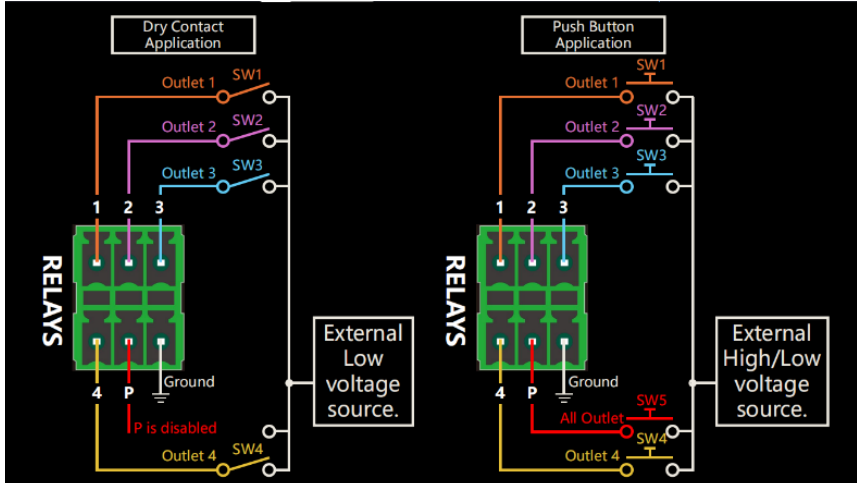 Dry Contact
Application
SW1
Outlet 1
SW2
Outlet 2
SW3
Outlet 3
1 2 3
RELAYS
4 P
Ground
P is disabled
SW4
Outlet 4
External
Low
voltage
source.
Push Button
Application
SW1
Outlet 1
SW2
Outlet 2
SW3
Outlet 3
1 2 3
RELAYS
4 P
Ground
SW5
All Outlet
SW4
Outlet 4
External
High/Low
voltage
source.